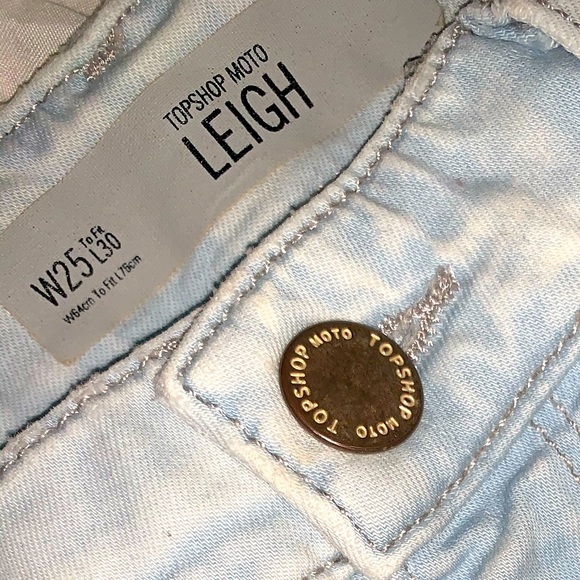 TOPSHOP MOTO
LEIGH
W25 To Fit L30
W64cm To Fit L76cm
TOPSHOP MOTO TOPSHOP MOTO